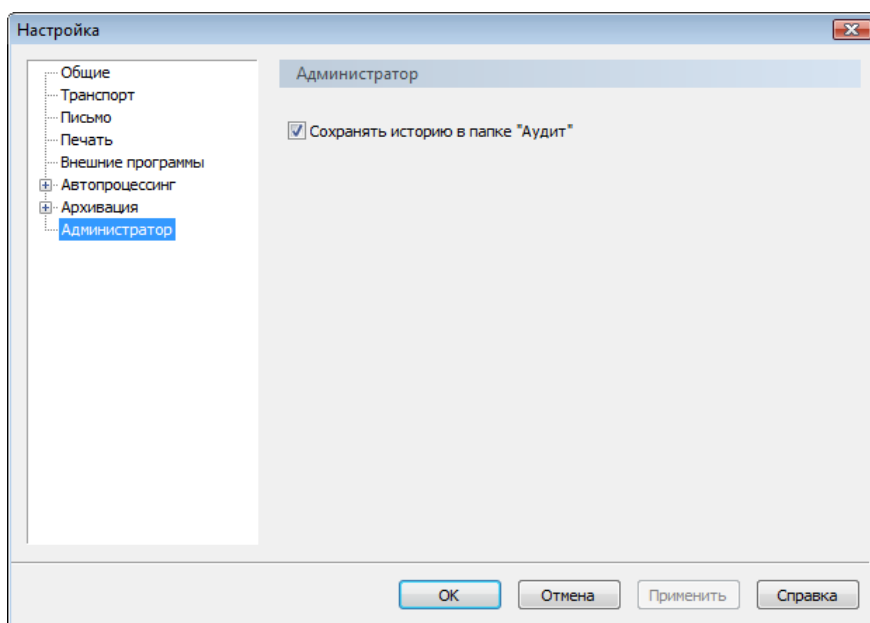 Настройка
Общие
Транспорт
Письмо
Печать
Внешние программы
Автопроцессинг
Архивация
Администратор
Администратор
Сохранять историю в папке "Аудит"
OK
Отмена
Применить
Справка